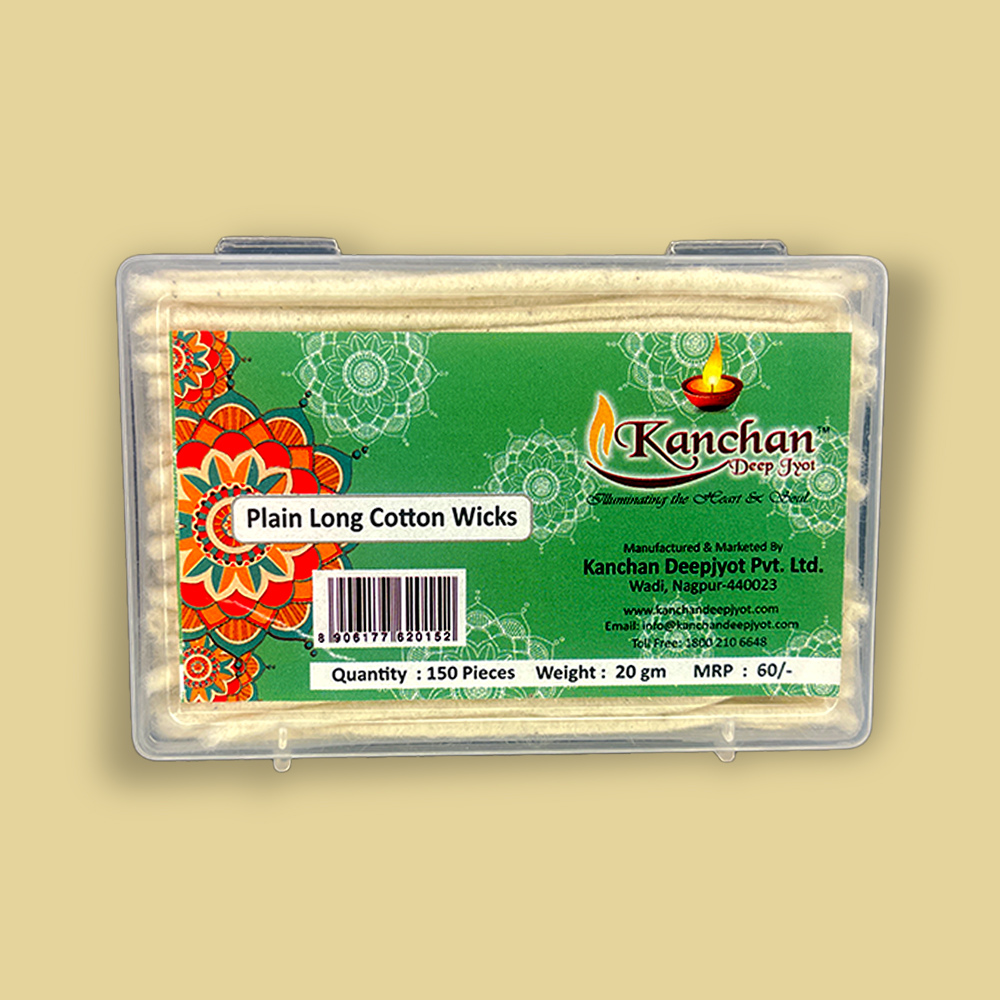 Kanchan™
Deep Jyot
Illuminating the Heart & Soul
Plain Long Cotton Wicks
Manufactured & Marketed By
Kanchan Deepjyot Pvt. Ltd.
Wadi, Nagpur-440023
www.kanchandeepjyot.com
Email: info@kanchandeepjyot.com
Toll Free: 1800 210 6648
8 906177 620152
Quantity : 150 Pieces Weight : 20 gm MRP : 60/-